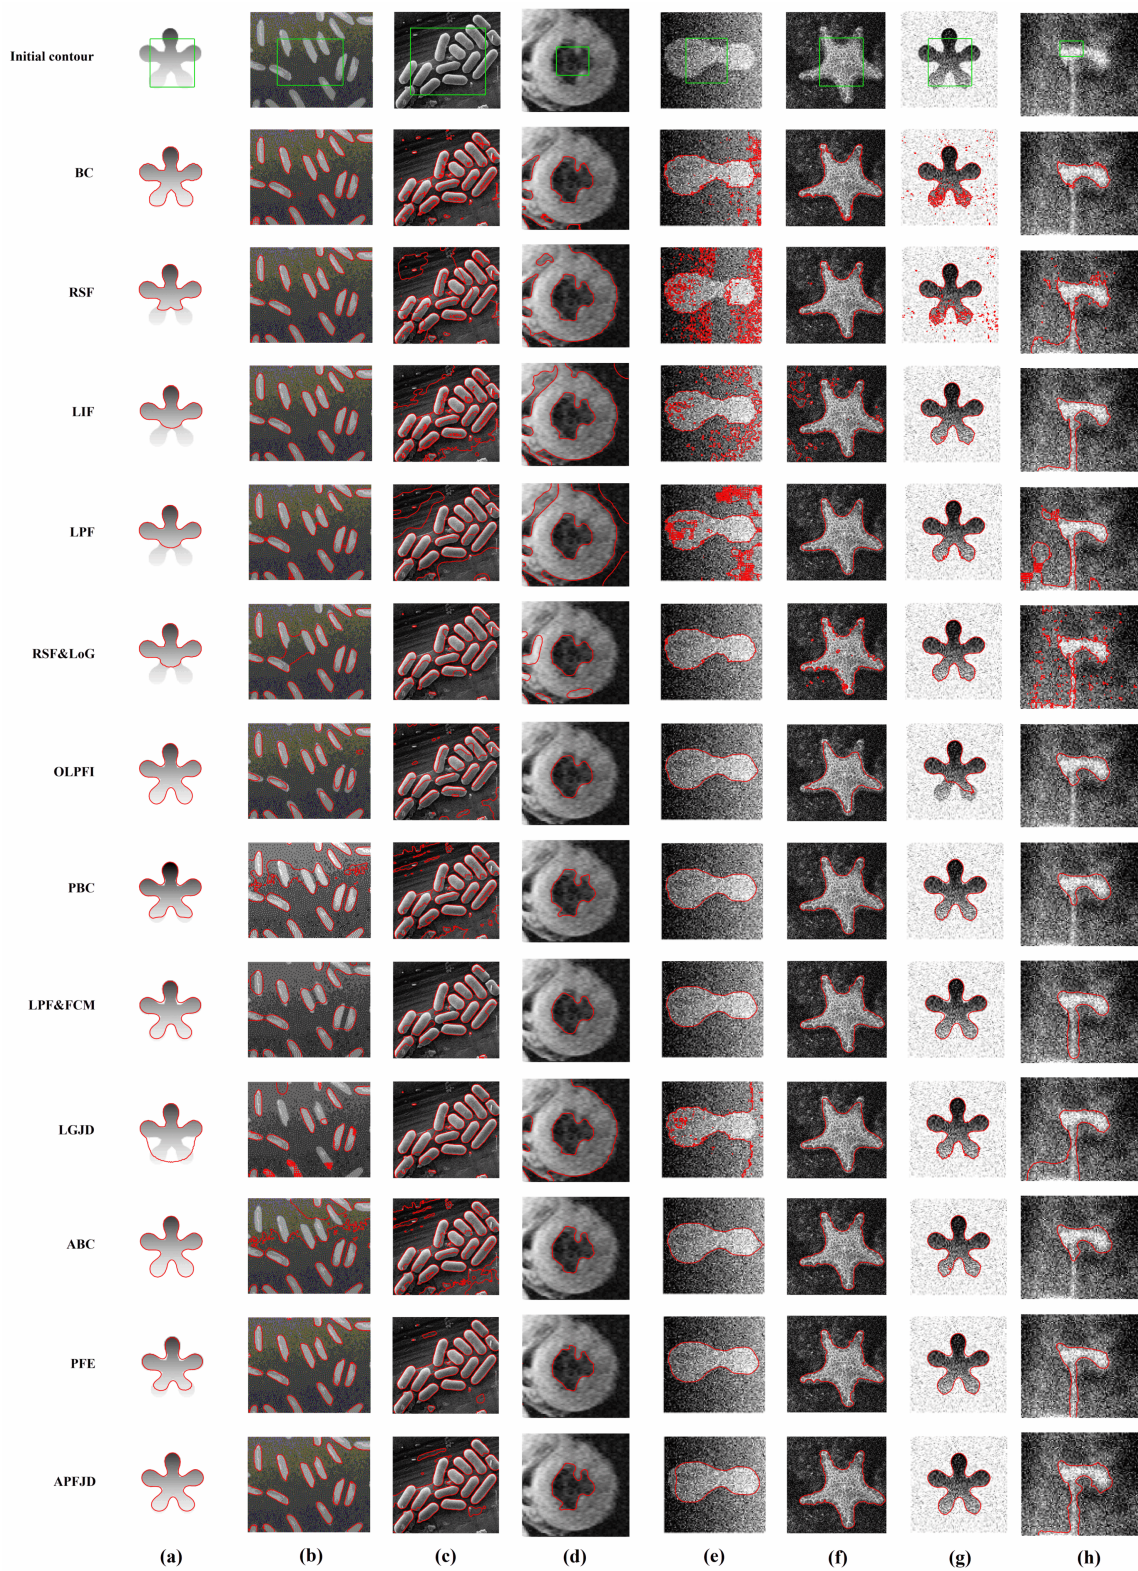 Initial contour
BC
RSF
LIF
LPF
RSF&LoG
OLPFI
PBC
LPF&FCM
LGJD
ABC
PFE
APFJD
(a) (b) (c) (d) (e) (f) (g) (h)